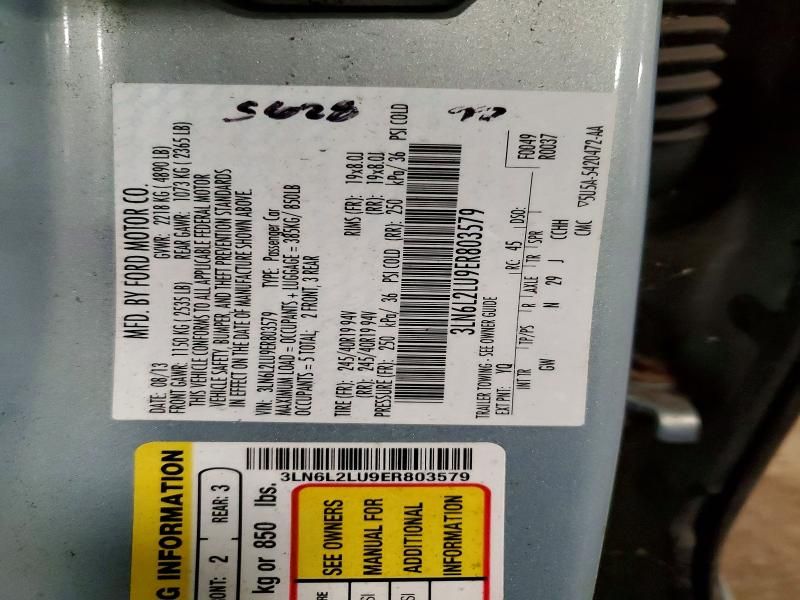 5628
MFD. BY FORD MOTOR CO.
DATE: 08/13 GVWR: 2218 KG ( 4890 LB)
FRONT GAWR: 1150 KG ( 2535 LB) REAR GAWR: 1073 KG ( 2365 LB)
THIS VEHICLE CONFORMS TO ALL APPLICABLE FEDERAL MOTOR
VEHICLE SAFETY, BUMPER, AND THEFT PREVENTION STANDARDS
IN EFFECT ON THE DATE OF MANUFACTURE SHOWN ABOVE.
VIN: 3LN6L2LU9ER803579 TYPE: Passenger Car
MAXIMUM LOAD = OCCUPANTS + LUGGAGE = 385KG/ 850LB
OCCUPANTS = 5 TOTAL: 2 FRONT, 3 REAR
TIRE (FR): 245/40R19 94V RIMS (FR): 19x8.0J
(RR): 245/40R19 94V (RR): 19x8.0J
PRESSURE (FR): 250 kPa/ 36 PSI COLD (RR): 250 kPa/ 36 PSI COLD
3LN6L2LU9ER803579
F0049
R0037
TRAILER TOWING - SEE OWNER GUIDE
EXT PNT: YQ RC: 45 DSO:
INT TR TP/PS R AXLE TR SPR
GW N 29 J CCHH
CMC ▽5U5A-5420472-AA
3LN6L2LU9ER803579
INFORMATION
2 REAR: 3
kg or 850 lbs.
SEE OWNERS
MANUAL FOR
ADDITIONAL
INFORMATION